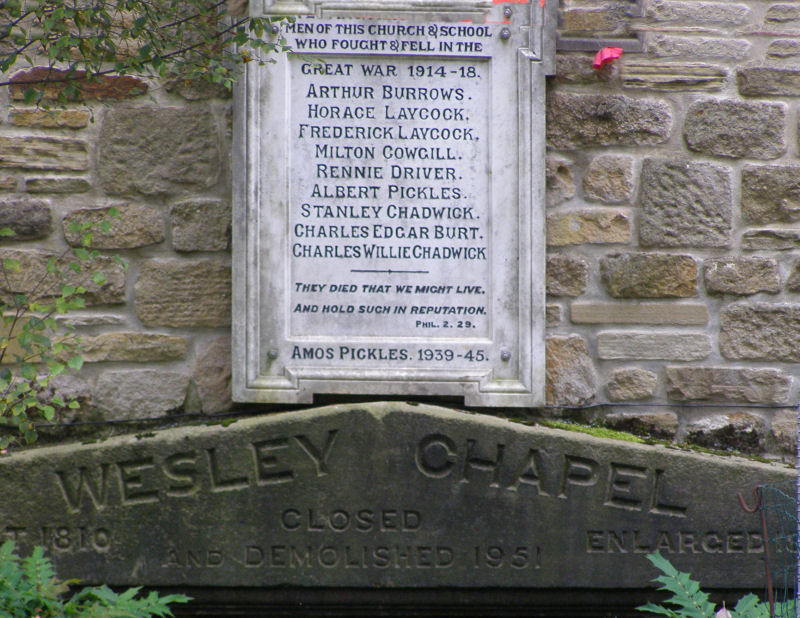 MEN OF THIS CHURCH & SCHOOL
WHO FOUGHT & FELL IN THE
GREAT WAR 1914-18.
ARTHUR BURROWS.
HORACE LAYCOCK.
FREDERICK LAYCOCK.
MILTON COWGILL.
RENNIE DRIVER.
ALBERT PICKLES.
STANLEY CHADWICK.
CHARLES EDGAR BURT.
CHARLES WILLIE CHADWICK
THEY DIED THAT WE MIGHT LIVE.
AND HOLD SUCH IN REPUTATION.
PHIL. 2. 29.
AMOS PICKLES. 1939-45.
WESLEY CHAPEL
1810
CLOSED
AND DEMOLISHED 1951
ENLARGED